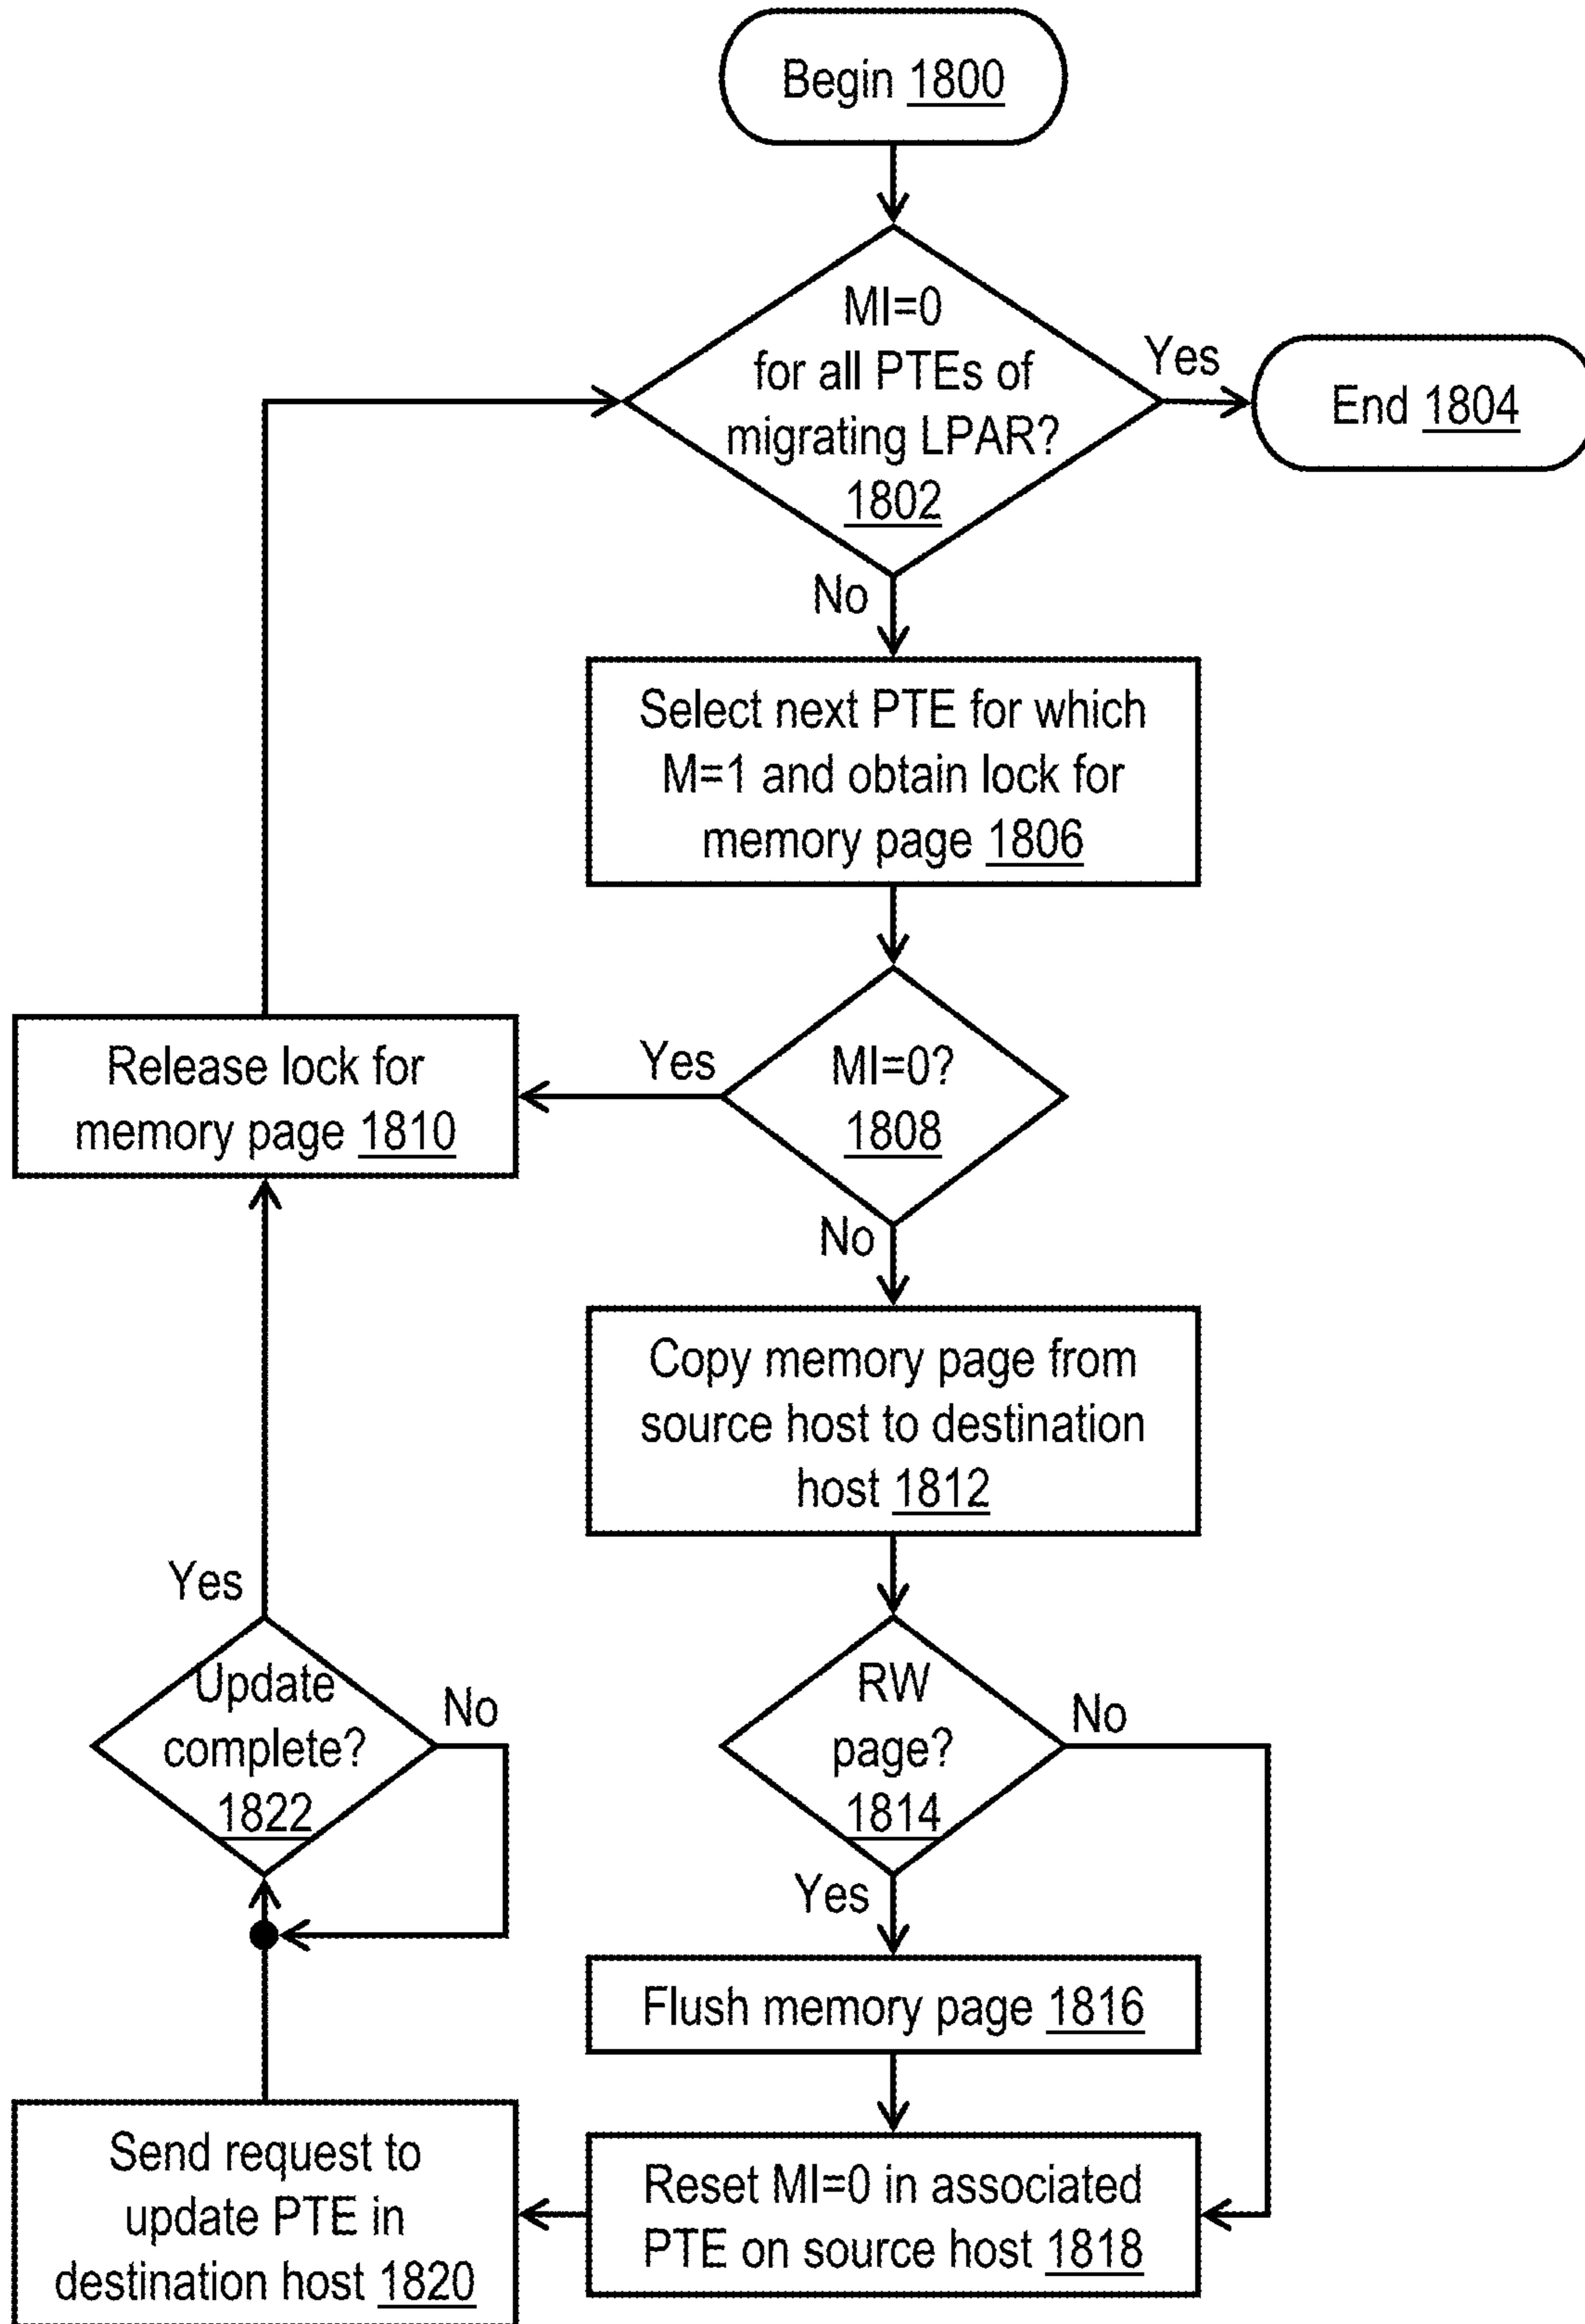 Begin 1800
MI=0
for all PTEs of
migrating LPAR?
1802
Yes
End 1804
No
Select next PTE for which
M=1 and obtain lock for
memory page 1806
Release lock for
memory page 1810
Yes
MI=0?
1808
No
Copy memory page from
source host to destination
host 1812
Yes
Update
complete?
1822
No
RW
page?
1814
No
Yes
Flush memory page 1816
Send request to
update PTE in
destination host 1820
Reset MI=0 in associated
PTE on source host 1818